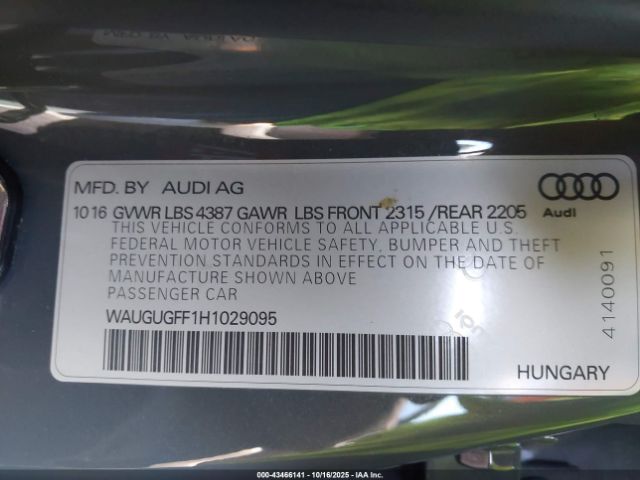 MFD. BY AUDI AG
10 16 GVWR LBS 4387 GAWR LBS FRONT 2315 / REAR 2205
Audi
THIS VEHICLE CONFORMS TO ALL APPLICABLE U.S.
FEDERAL MOTOR VEHICLE SAFETY, BUMPER AND THEFT
PREVENTION STANDARDS IN EFFECT ON THE DATE OF
MANUFACTURE SHOWN ABOVE
PASSENGER CAR
WAUGUGFF1H1029095
4140091
HUNGARY
000-43466141 - 10/16/2025 - IAAI.com